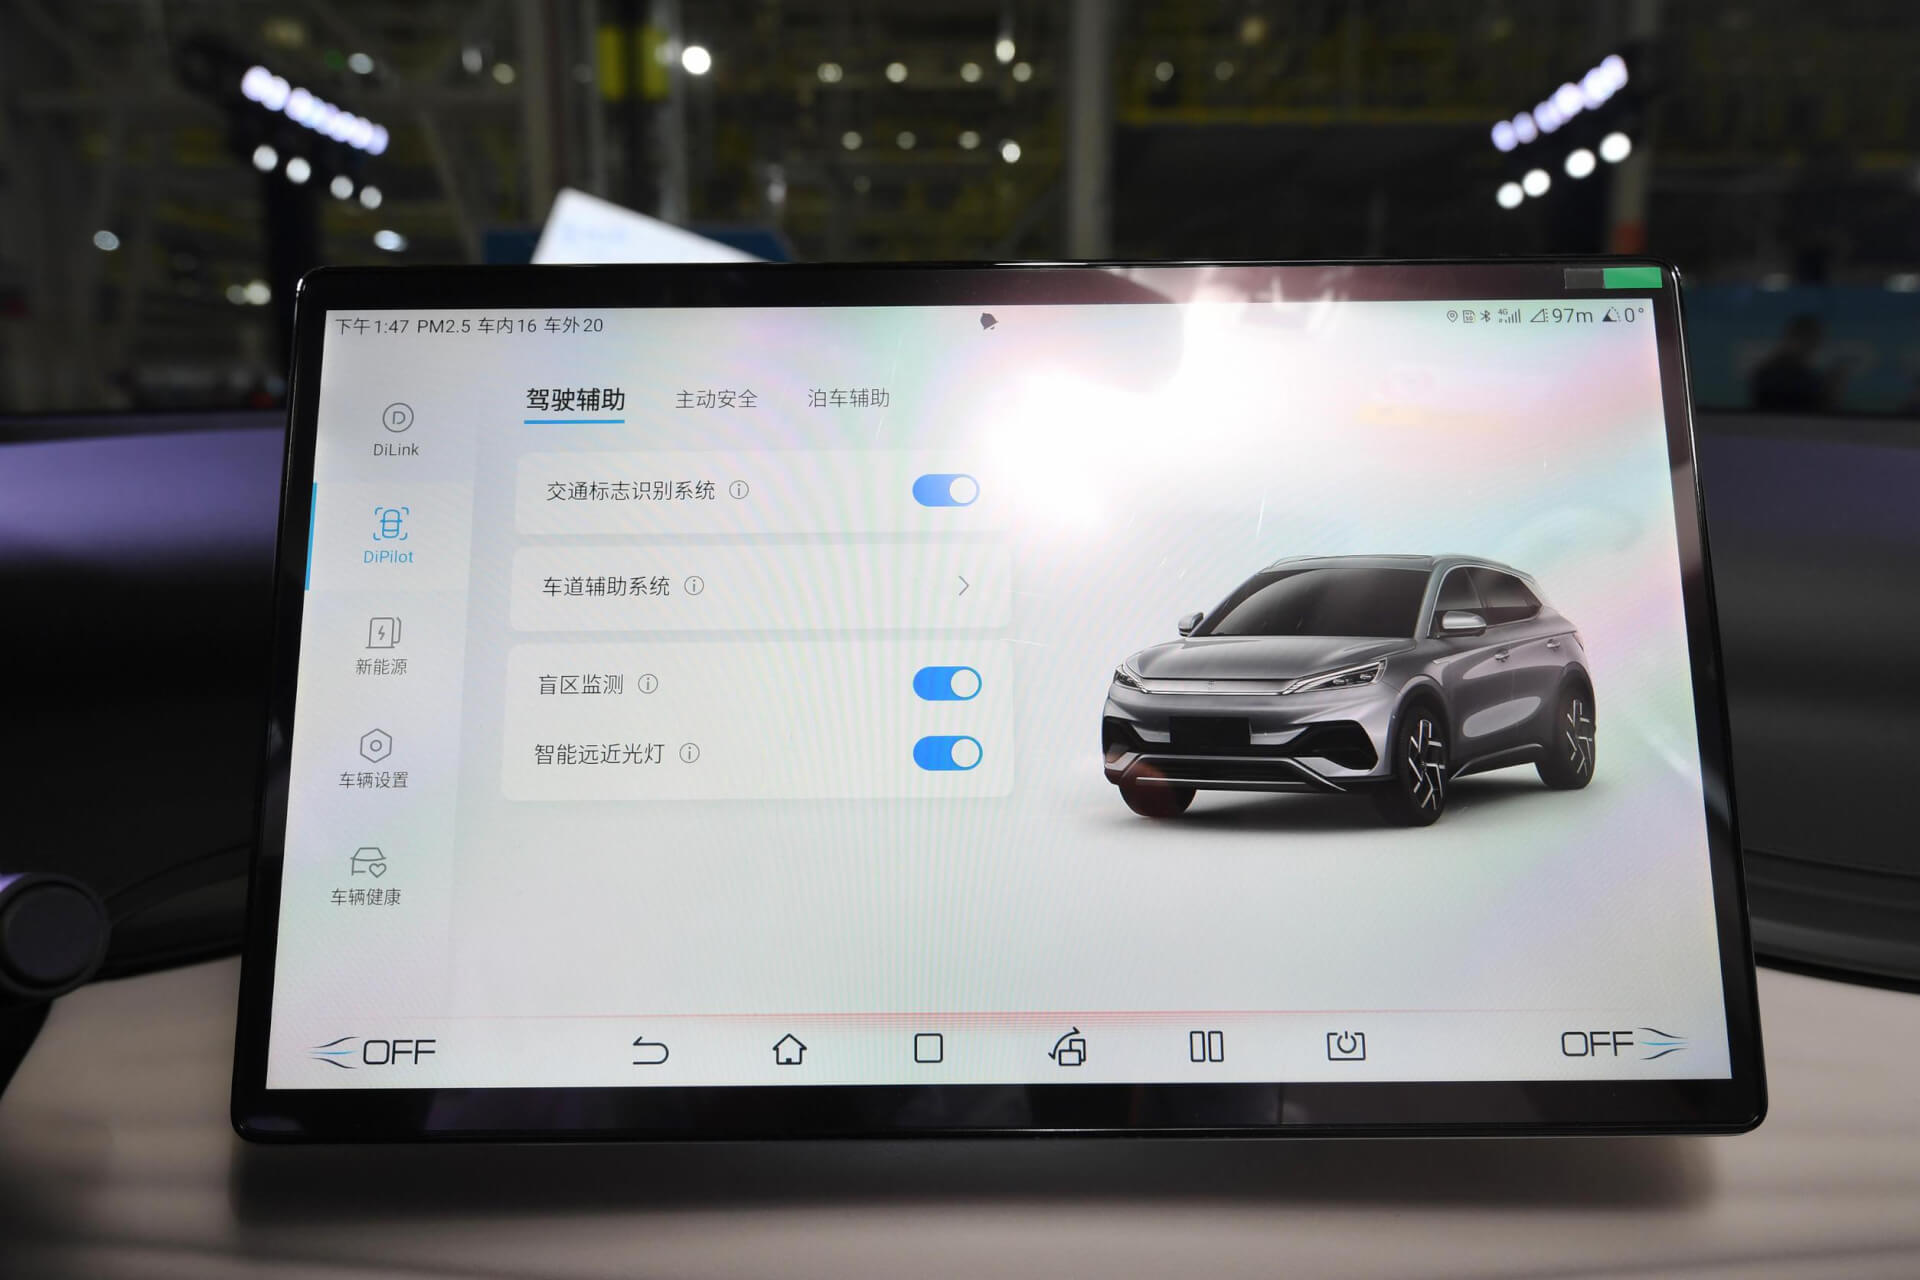 下午1:47 PM2.5 车内16 车外20
4G 97m 0°
DiLink
DiPilot
新能源
车辆设置
车辆健康
驾驶辅助 主动安全 泊车辅助
交通标志识别系统
车道辅助系统
盲区监测
智能远近光灯
OFF
OFF